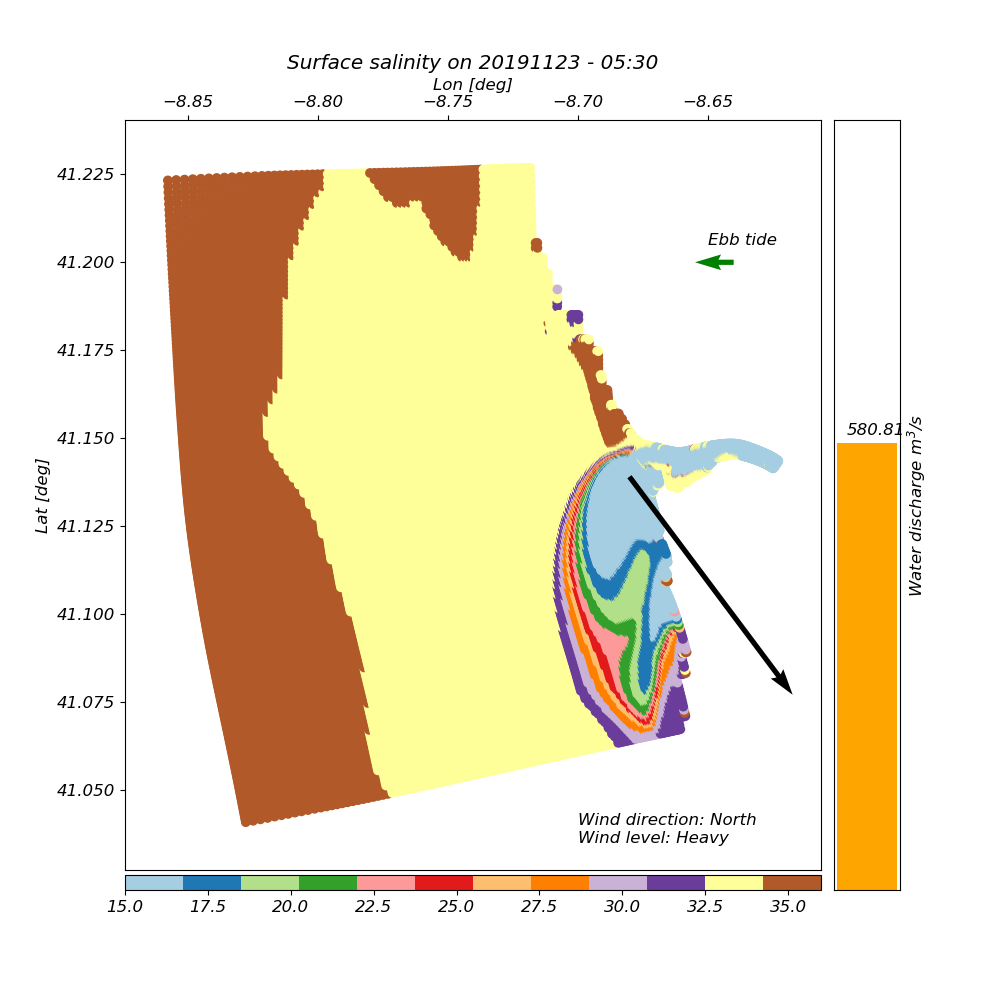 Surface salinity on 20191123 - 05:30
Lon [deg]
−8.85 −8.80 −8.75 −8.70 −8.65
41.225
41.200
41.175
41.150
41.125
41.100
41.075
41.050
Lat [deg]
Ebb tide
Wind direction: North
Wind level: Heavy
580.81
Water discharge m³/s
15.0 17.5 20.0 22.5 25.0 27.5 30.0 32.5 35.0